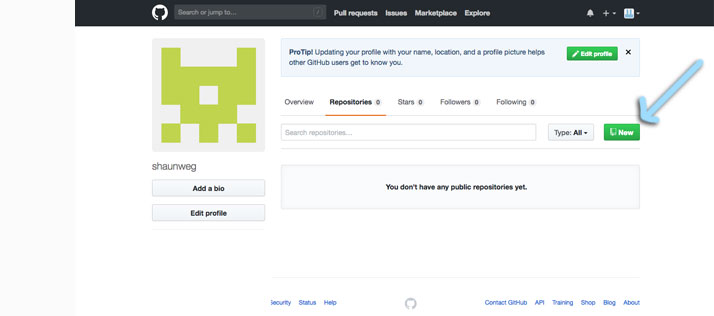 Search or jump to... /
Pull requests Issues Marketplace Explore
ProTip! Updating your profile with your name, location, and a profile picture helps
other GitHub users get to know you.
Edit profile
Overview Repositories 0 Stars 0 Followers 0 Following 0
Search repositories... Type: All New
shaunweg
Add a bio
Edit profile
You don't have any public repositories yet.
Security Status Help Contact GitHub API Training Shop Blog About